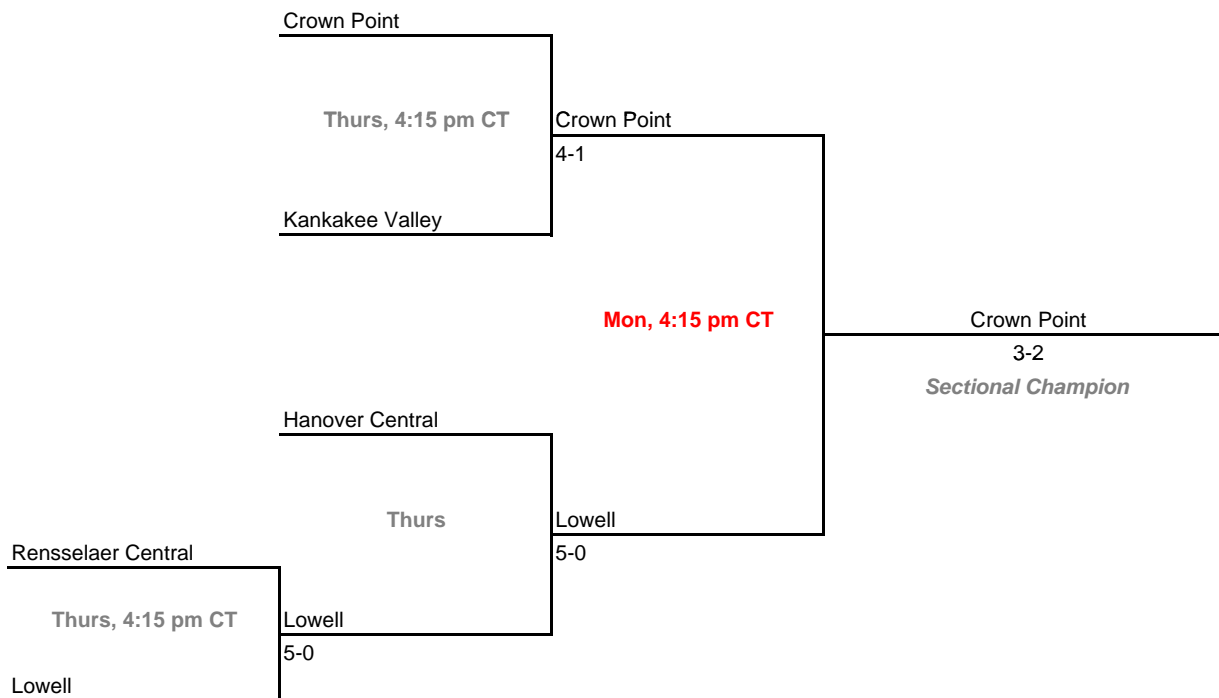 Crown Point
Thurs, 4:15 pm CT
Crown Point
4-1
Kankakee Valley
Mon, 4:15 pm CT
Crown Point
3-2
Sectional Champion
Hanover Central
Thurs
Lowell
5-0
Rensselaer Central
Thurs, 4:15 pm CT
Lowell
5-0
Lowell